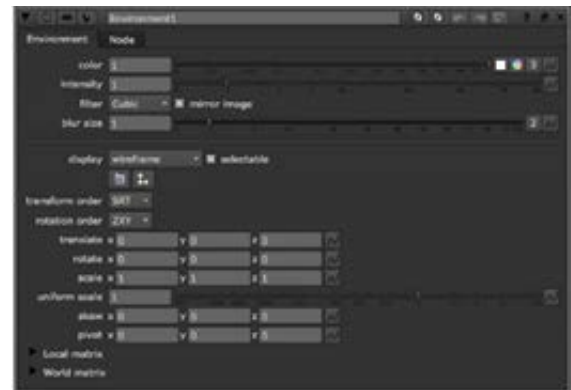 Environment1
Environment Node
color 1
intensity 1
filter Cubic mirror image
blur size 1 2
display wireframe selectable
transform order SRT
rotation order ZXY
translate x 0 y 0 z 0
rotate x 0 y 0 z 0
scale x 1 y 1 z 1
uniform scale 1
skew x 0 y 0 z 0
pivot x 0 y 0 z 0
Local matrix
World matrix